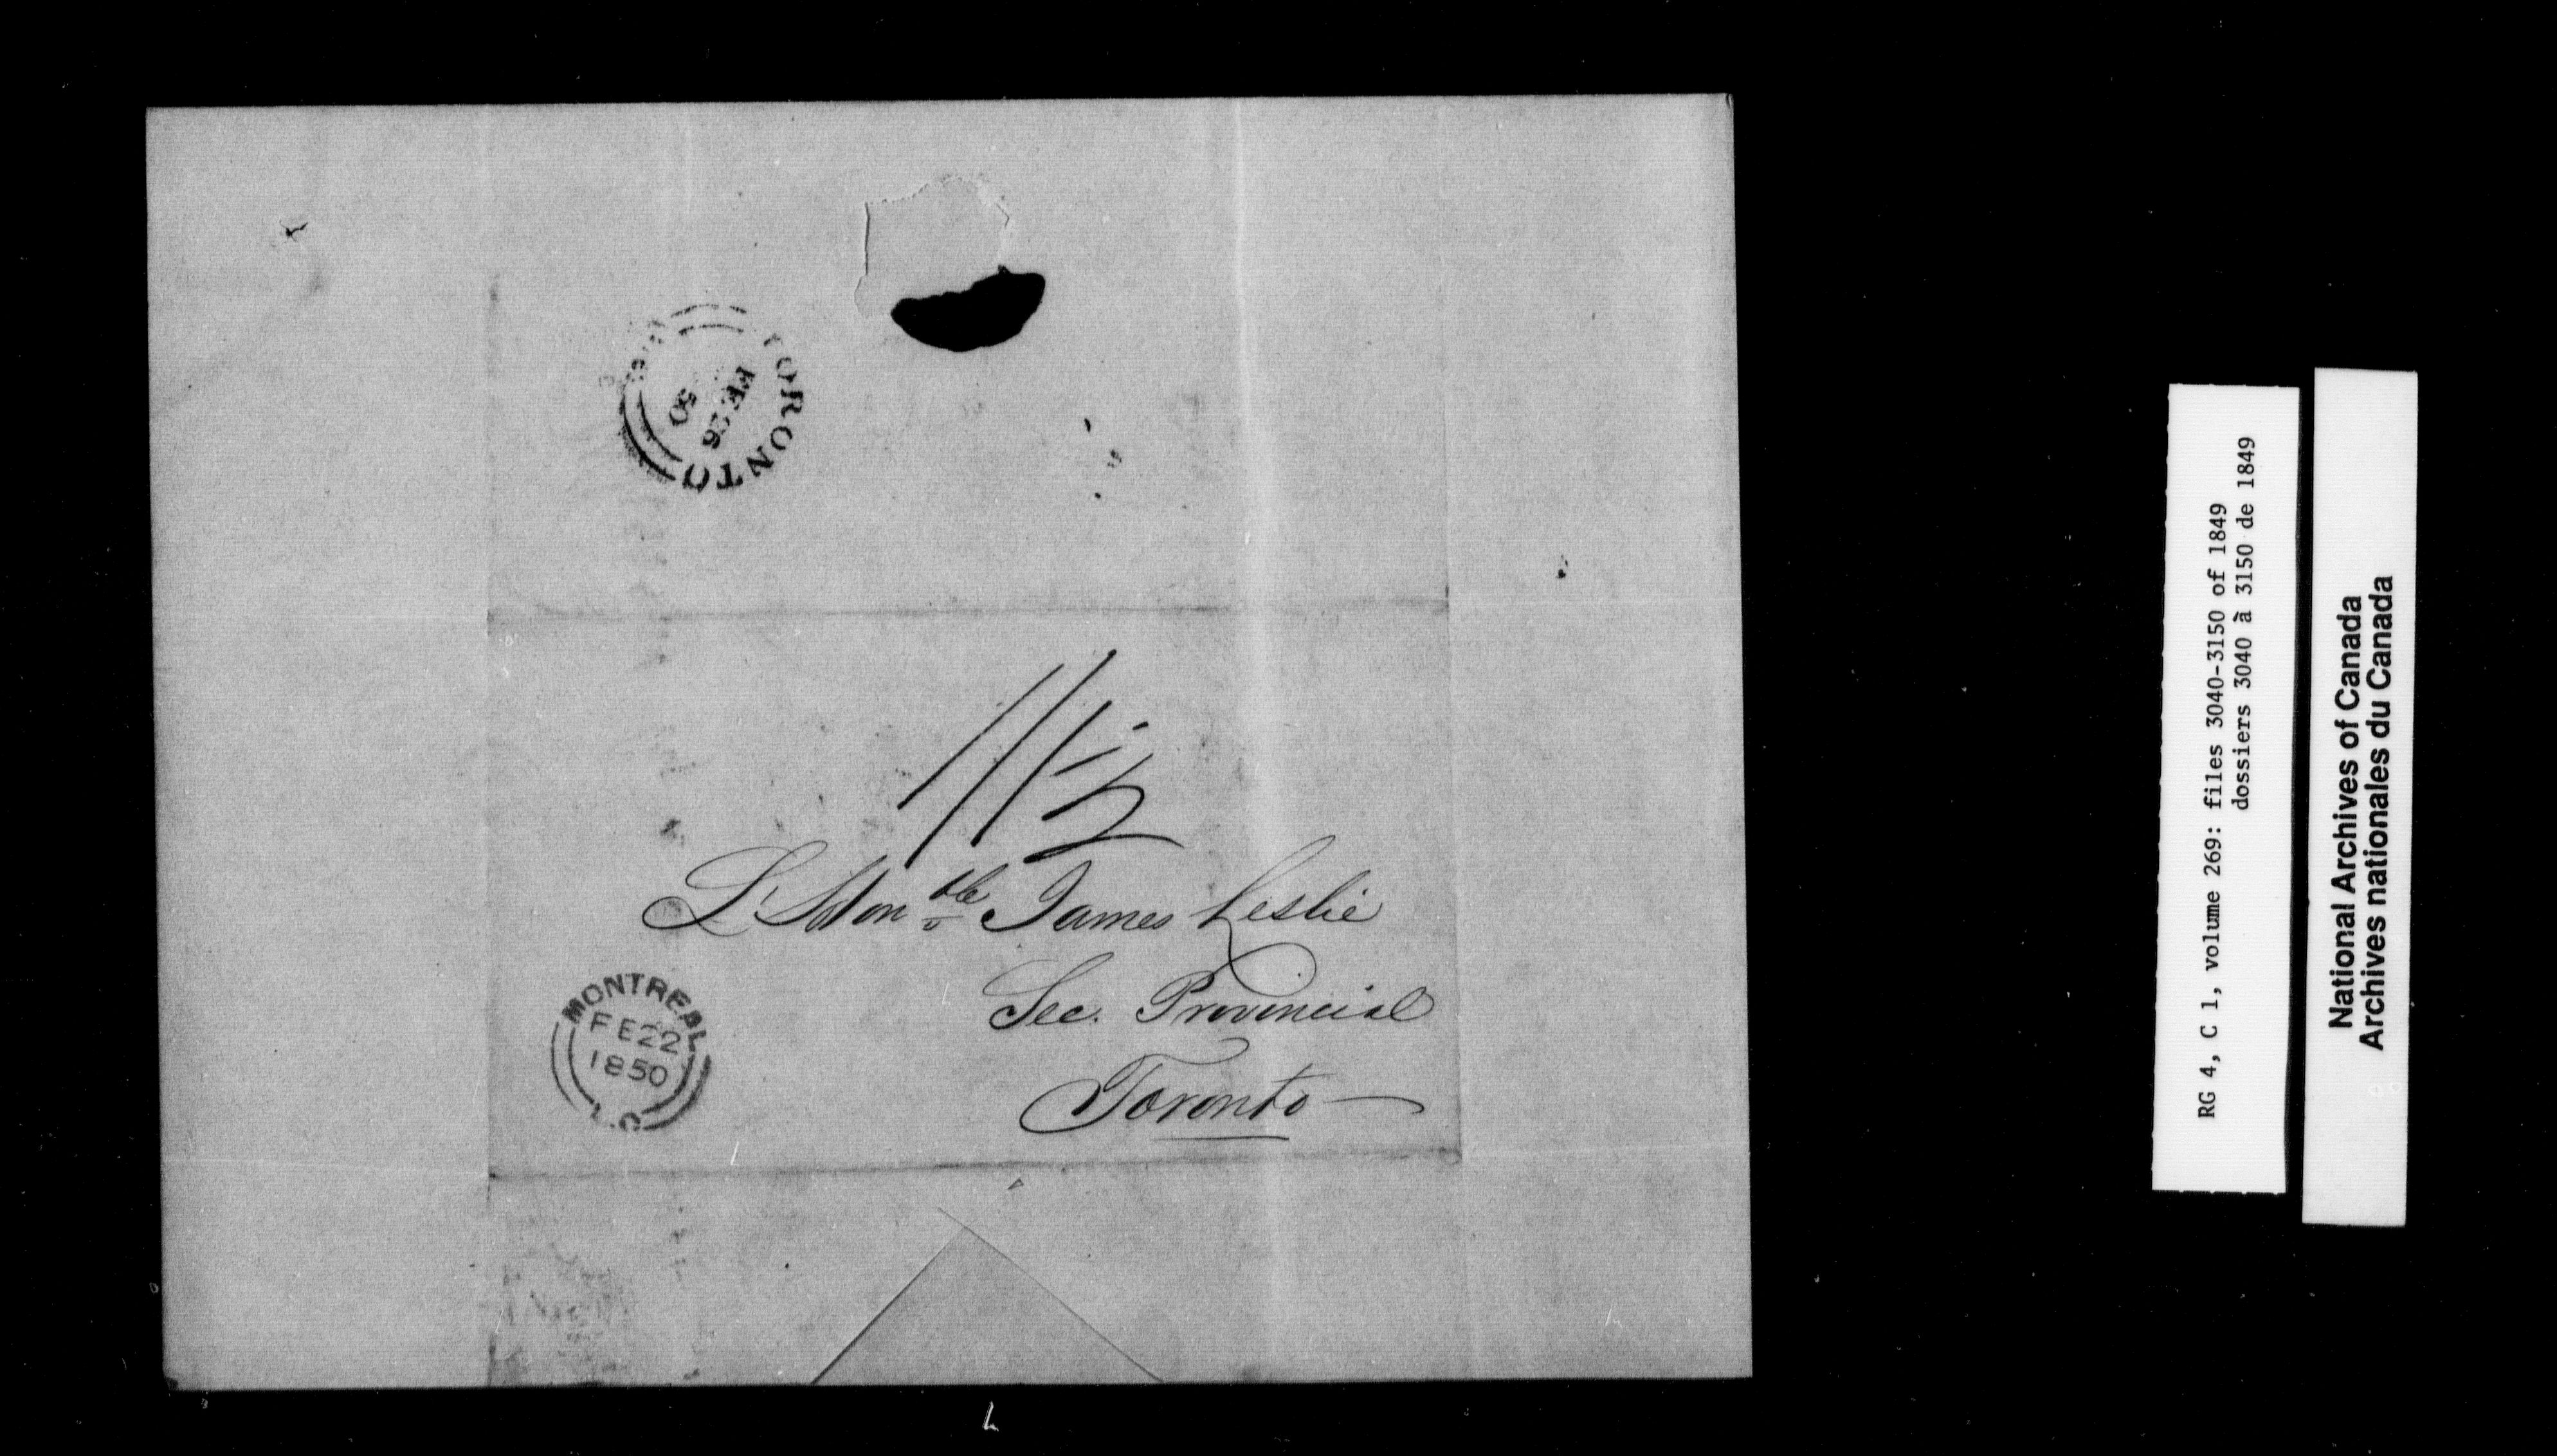 TORONTO
FE 26
50
1/1½
L'Hon^ble James Leslie
Sec. Provincial
Toronto
MONTREAL
FE 22
1850
L.C
RG 4, C 1, volume 269: files 3040-3150 of 1849
dossiers 3040 à 3150 de 1849
National Archives of Canada
Archives nationales du Canada